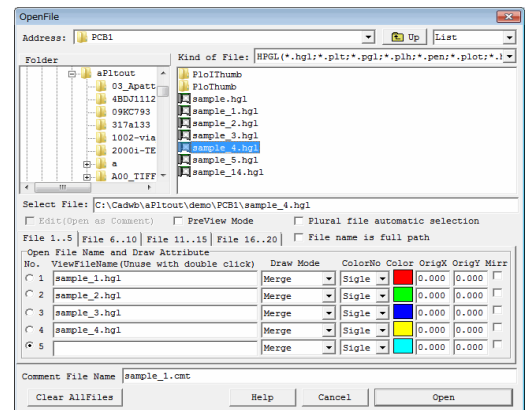 OpenFile
Address: PCB1 Up List
Folder
Kind of File: HPGL(*.hgl;*.plt;*.pgl;*.plh;*.pen;*.plot;*.
aPltout
03_Apatt
4BDJ1112
09KC793
317a133
1002-via
2000i-TE
a
A00_TIFF
PloIThumb
PloThumb
sample.hgl
sample_1.hgl
sample_2.hgl
sample_3.hgl
sample_4.hgl
sample_5.hgl
sample_14.hgl
Select File: C:\Cadwb\aPltout\demo\PCB1\sample_4.hgl
Edit(Open as Comment) PreView Mode Plural file automatic selection
File 1..5 File 6..10 File 11..15 File 16..20 File name is full path
Open File Name and Draw Attribute
No. ViewFileName(Unuse with double click) Draw Mode ColorNo Color OrigX OrigY Mirr
1 sample_1.hgl Merge Sigle 0.000 0.000
2 sample_2.hgl Merge Sigle 0.000 0.000
3 sample_3.hgl Merge Sigle 0.000 0.000
4 sample_4.hgl Merge Sigle 0.000 0.000
5 Merge Sigle 0.000 0.000
Comment File Name sample_1.cmt
Clear AllFiles Help Cancel Open